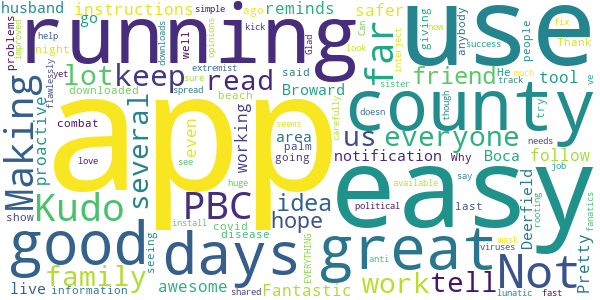 husband instructions simple ago running use far safer giving anybody fix
Not problems improved go reminds He people Thank
night help downloads well opinions kick Glad look Can interject now success much
lot keep read friend tool try track ve
downloaded extremist said Broward sister
Making proactive several sure spread beach county
combat even yet working area us everyone
app seems palm going carefully though doesn needs
love see PBC idea notification Why Boca follow job
Kudo huge hope available say
show install covid disease political last Deerfield rooting fanatics
good days great easy
seeing family EVERYTHING work tell Not Pretty
live information awesome shared Fantastic anti viruses mask lunatic fast